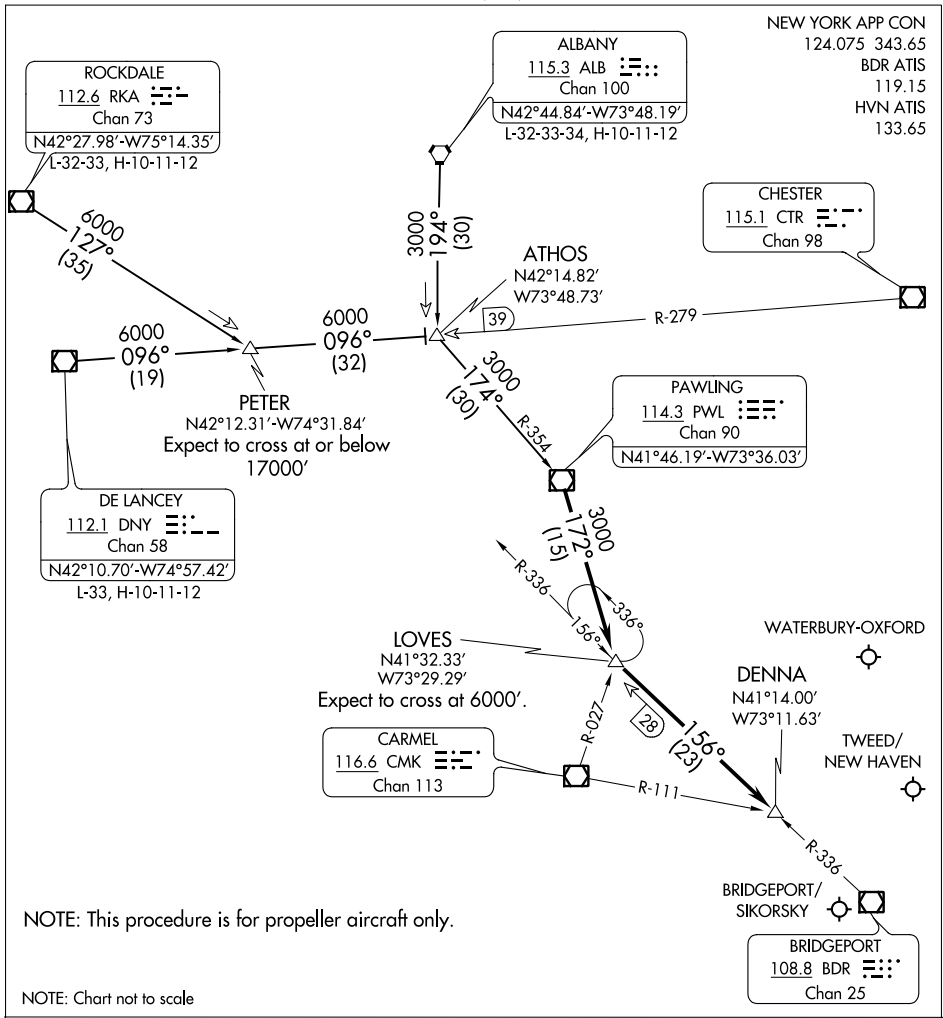 NEW YORK APP CON
124.075 343.65
BDR ATIS
119.15
HVN ATIS
133.65
ALBANY
115.3 ALB
Chan 100
N42°44.84'-W73°48.19'
L-32-33-34, H-10-11-12
ROCKDALE
112.6 RKA
Chan 73
N42°27.98'-W75°14.35'
L-32-33, H-10-11-12
CHESTER
115.1 CTR
Chan 98
6000
127°
(35)
3000
194°
(30)
ATHOS
N42°14.82'
W73°48.73'
39
R-279
6000
096°
(19)
6000
096°
(32)
PETER
N42°12.31'-W74°31.84'
Expect to cross at or below
17000'
3000
174°
(30)
R-354
PAWLING
114.3 PWL
Chan 90
N41°46.19'-W73°36.03'
DE LANCEY
112.1 DNY
Chan 58
N42°10.70'-W74°57.42'
L-33, H-10-11-12
3000
172°
(15)
R-336
156°
336°
LOVES
N41°32.33'
W73°29.29'
Expect to cross at 6000'.
WATERBURY-OXFORD
DENNA
N41°14.00'
W73°11.63'
28
156°
(23)
R-027
CARMEL
116.6 CMK
Chan 113
R-111
TWEED/
NEW HAVEN
R-336
BRIDGEPORT/
SIKORSKY
BRIDGEPORT
108.8 BDR
Chan 25
NOTE: This procedure is for propeller aircraft only.
NOTE: Chart not to scale